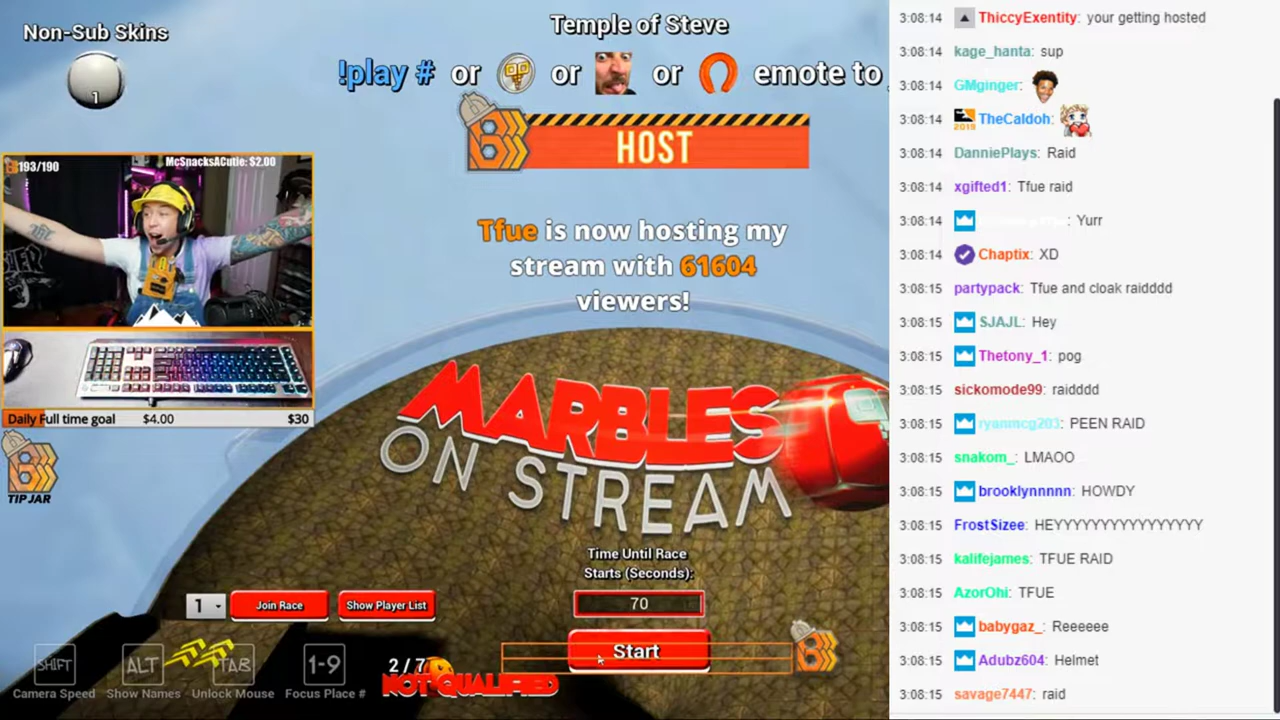 Non-Sub Skins
1
Temple of Steve
!play # or or or emote to
HOST
193/190
McSnacksACutie: $2.00
Tfue is now hosting my
stream with 61604
viewers!
Daily Full time goal $4.00 $30
TIP JAR
MARBLES
ON STREAM
Time Until Race
Starts (Seconds):
70
1
Join Race
Show Player List
Start
SHIFT
Camera Speed
ALT
Show Names
TAB
Unlock Mouse
1-9
Focus Place #
2/7
NOT QUALIFIED
3:08:14 ThiccyExentity: your getting hosted
3:08:14 kage_hanta: sup
3:08:14 GMginger:
3:08:14 2019 TheCaldoh:
3:08:14 DanniePlays: Raid
3:08:14 xgifted1: Tfue raid
3:08:14 : Yurr
3:08:14 Chaptix: XD
3:08:15 partypack: Tfue and cloak raidddd
3:08:15 SJAJL: Hey
3:08:15 Thetony_1: pog
3:08:15 sickomode99: raidddd
3:08:15 ryanmcg203: PEEN RAID
3:08:15 snakom_: LMAOO
3:08:15 brooklynnnnn: HOWDY
3:08:15 FrostSizee: HEYYYYYYYYYYYYYYYY
3:08:15 kalifejames: TFUE RAID
3:08:15 AzorOhi: TFUE
3:08:15 babygaz_: Reeeeee
3:08:15 Adubz604: Helmet
3:08:15 savage7447: raid